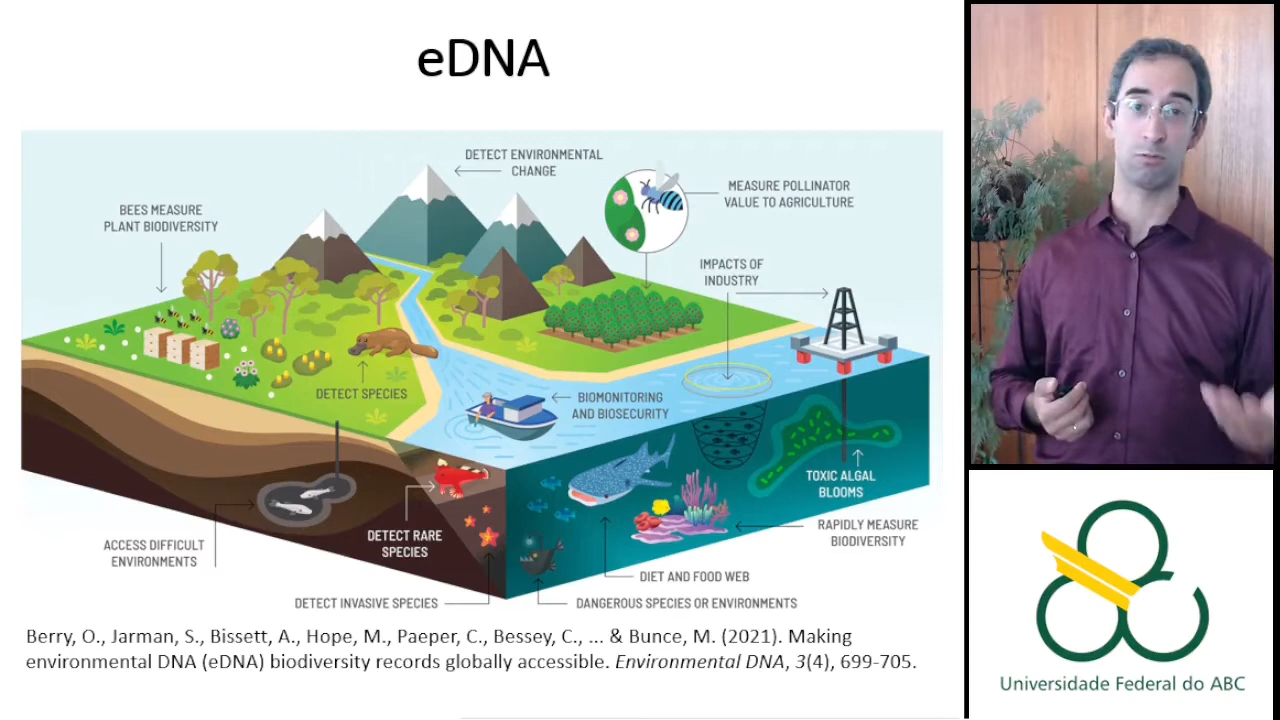 eDNA
DETECT ENVIRONMENTAL
CHANGE
BEES MEASURE
PLANT BIODIVERSITY
MEASURE POLLINATOR
VALUE TO AGRICULTURE
IMPACTS OF
INDUSTRY
DETECT SPECIES
BIOMONITORING
AND BIOSECURITY
TOXIC ALGAL
BLOOMS
DETECT RARE
SPECIES
RAPIDLY MEASURE
BIODIVERSITY
ACCESS DIFFICULT
ENVIRONMENTS
DIET AND FOOD WEB
DETECT INVASIVE SPECIES
DANGEROUS SPECIES OR ENVIRONMENTS
Berry, O., Jarman, S., Bissett, A., Hope, M., Paeper, C., Bessey, C., ... & Bunce, M. (2021). Making
environmental DNA (eDNA) biodiversity records globally accessible. Environmental DNA, 3(4), 699-705.
Universidade Federal do ABC